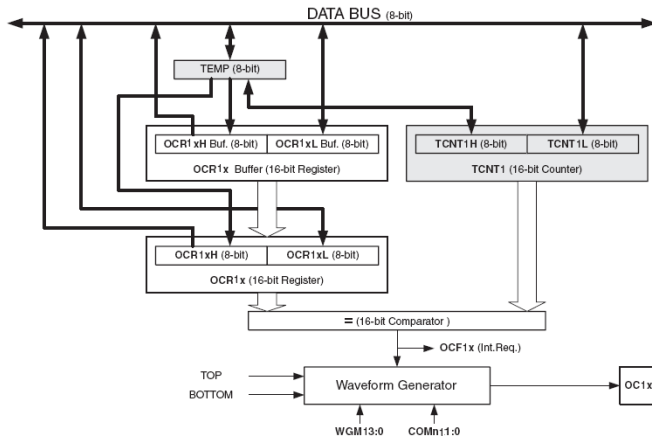 DATA BUS (8-bit)
TEMP (8-bit)
OCR1xH Buf. (8-bit) OCR1xL Buf. (8-bit)
OCR1x Buffer (16-bit Register)
TCNT1H (8-bit) TCNT1L (8-bit)
TCNT1 (16-bit Counter)
OCR1xH (8-bit) OCR1xL (8-bit)
OCR1x (16-bit Register)
= (16-bit Comparator )
OCF1x (Int.Req.)
TOP
BOTTOM
Waveform Generator
OC1x
WGM13:0 COMn1:0